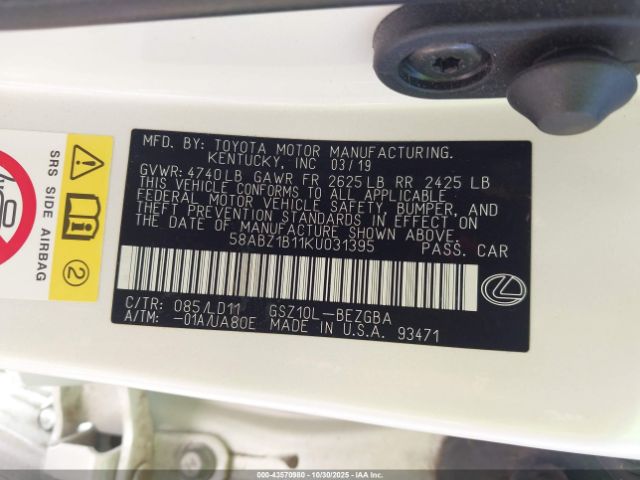 MFD. BY: TOYOTA MOTOR MANUFACTURING.
KENTUCKY, INC 03/19
GVWR: 4740LB GAWR FR 2625LB RR 2425 LB
THIS VEHICLE CONFORMS TO ALL APPLICABLE
FEDERAL MOTOR VEHICLE SAFETY, BUMPER, AND
THEFT PREVENTION STANDARDS IN EFFECT ON
THE DATE OF MANUFACTURE SHOWN ABOVE.
58ABZ1B11KU031395 PASS. CAR
C/TR: 085/LD11 GSZ10L-BEZGBA
A/TM: -01A/UA80E MADE IN U.S.A. 93471
SRS SIDE AIRBAG
2
000-43570980 | 10/30/2025 | Copart, IAA